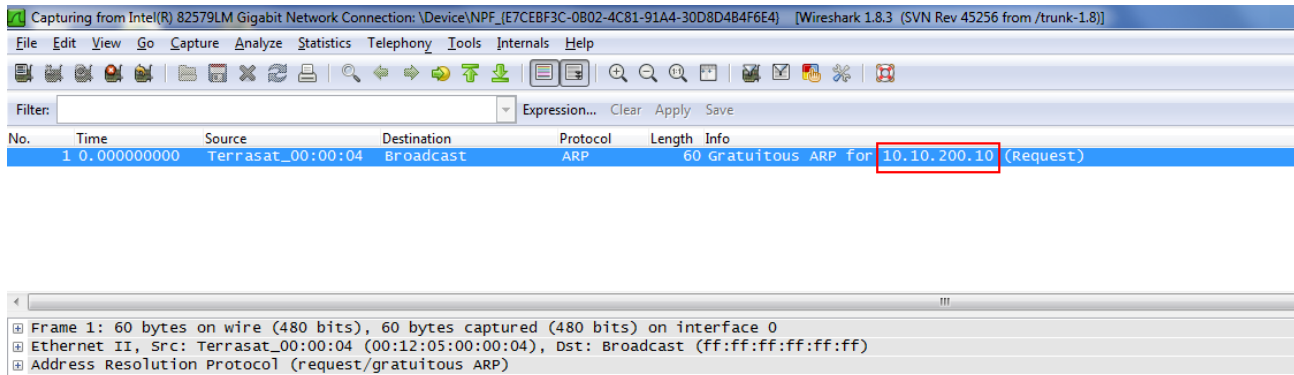 Capturing from Intel(R) 82579LM Gigabit Network Connection: \Device\NPF_{E7CEBF3C-0B02-4C81-91A4-30D8D4B4F6E4} [Wireshark 1.8.3 (SVN Rev 45256 from /trunk-1.8)]
File Edit View Go Capture Analyze Statistics Telephony Tools Internals Help
Filter: Expression... Clear Apply Save
No. Time Source Destination Protocol Length Info
1 0.000000000 Terrasat_00:00:04 Broadcast ARP 60 Gratuitous ARP for 10.10.200.10 (Request)
Frame 1: 60 bytes on wire (480 bits), 60 bytes captured (480 bits) on interface 0
Ethernet II, Src: Terrasat_00:00:04 (00:12:05:00:00:04), Dst: Broadcast (ff:ff:ff:ff:ff:ff)
Address Resolution Protocol (request/gratuitous ARP)